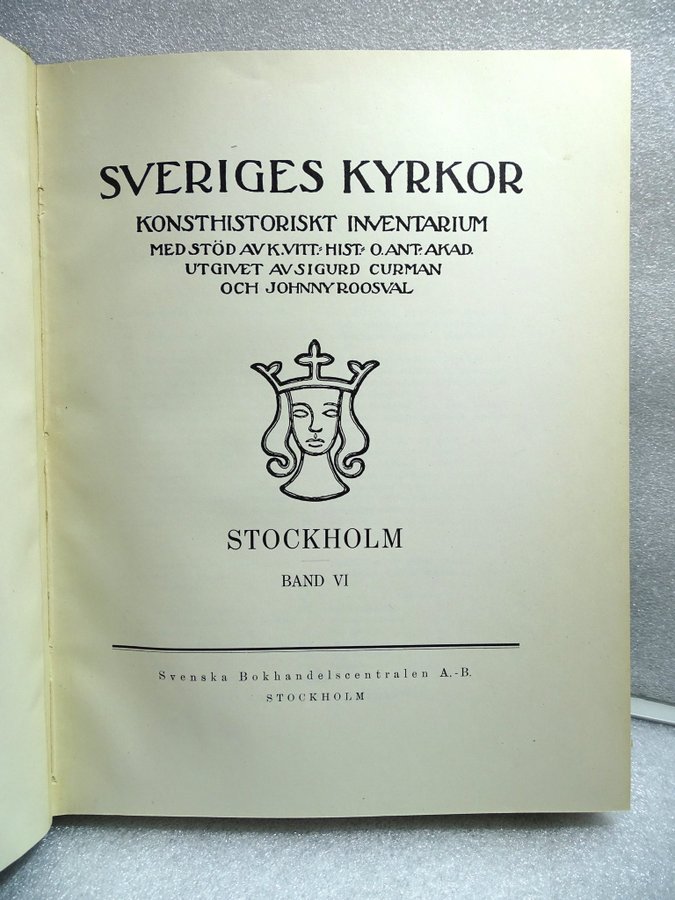 SVERIGES KYRKOR
KONSTHISTORISKT INVENTARIUM
MED STÖD AV K. VITT: HIST: O. ANT: AKAD.
UTGIVET AV SIGURD CURMAN
OCH JOHNNY ROOSVAL
STOCKHOLM
BAND VI
Svenska Bokhandelscentralen A.-B.
STOCKHOLM